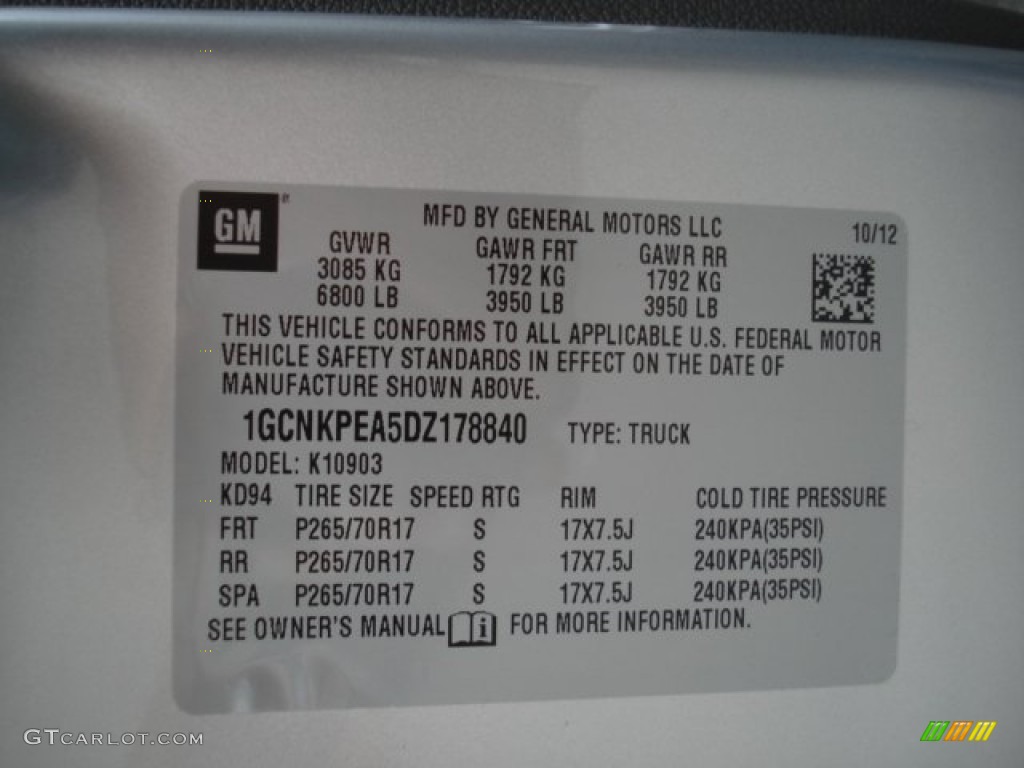 GM
MFD BY GENERAL MOTORS LLC 10/12
GVWR GAWR FRT GAWR RR
3085 KG 1792 KG 1792 KG
6800 LB 3950 LB 3950 LB
THIS VEHICLE CONFORMS TO ALL APPLICABLE U.S. FEDERAL MOTOR
VEHICLE SAFETY STANDARDS IN EFFECT ON THE DATE OF
MANUFACTURE SHOWN ABOVE.
1GCNKPEA5DZ178840 TYPE: TRUCK
MODEL: K10903
KD94 TIRE SIZE SPEED RTG RIM COLD TIRE PRESSURE
FRT P265/70R17 S 17X7.5J 240KPA(35PSI)
RR P265/70R17 S 17X7.5J 240KPA(35PSI)
SPA P265/70R17 S 17X7.5J 240KPA(35PSI)
SEE OWNER'S MANUAL i FOR MORE INFORMATION.
GTCARLOT.COM